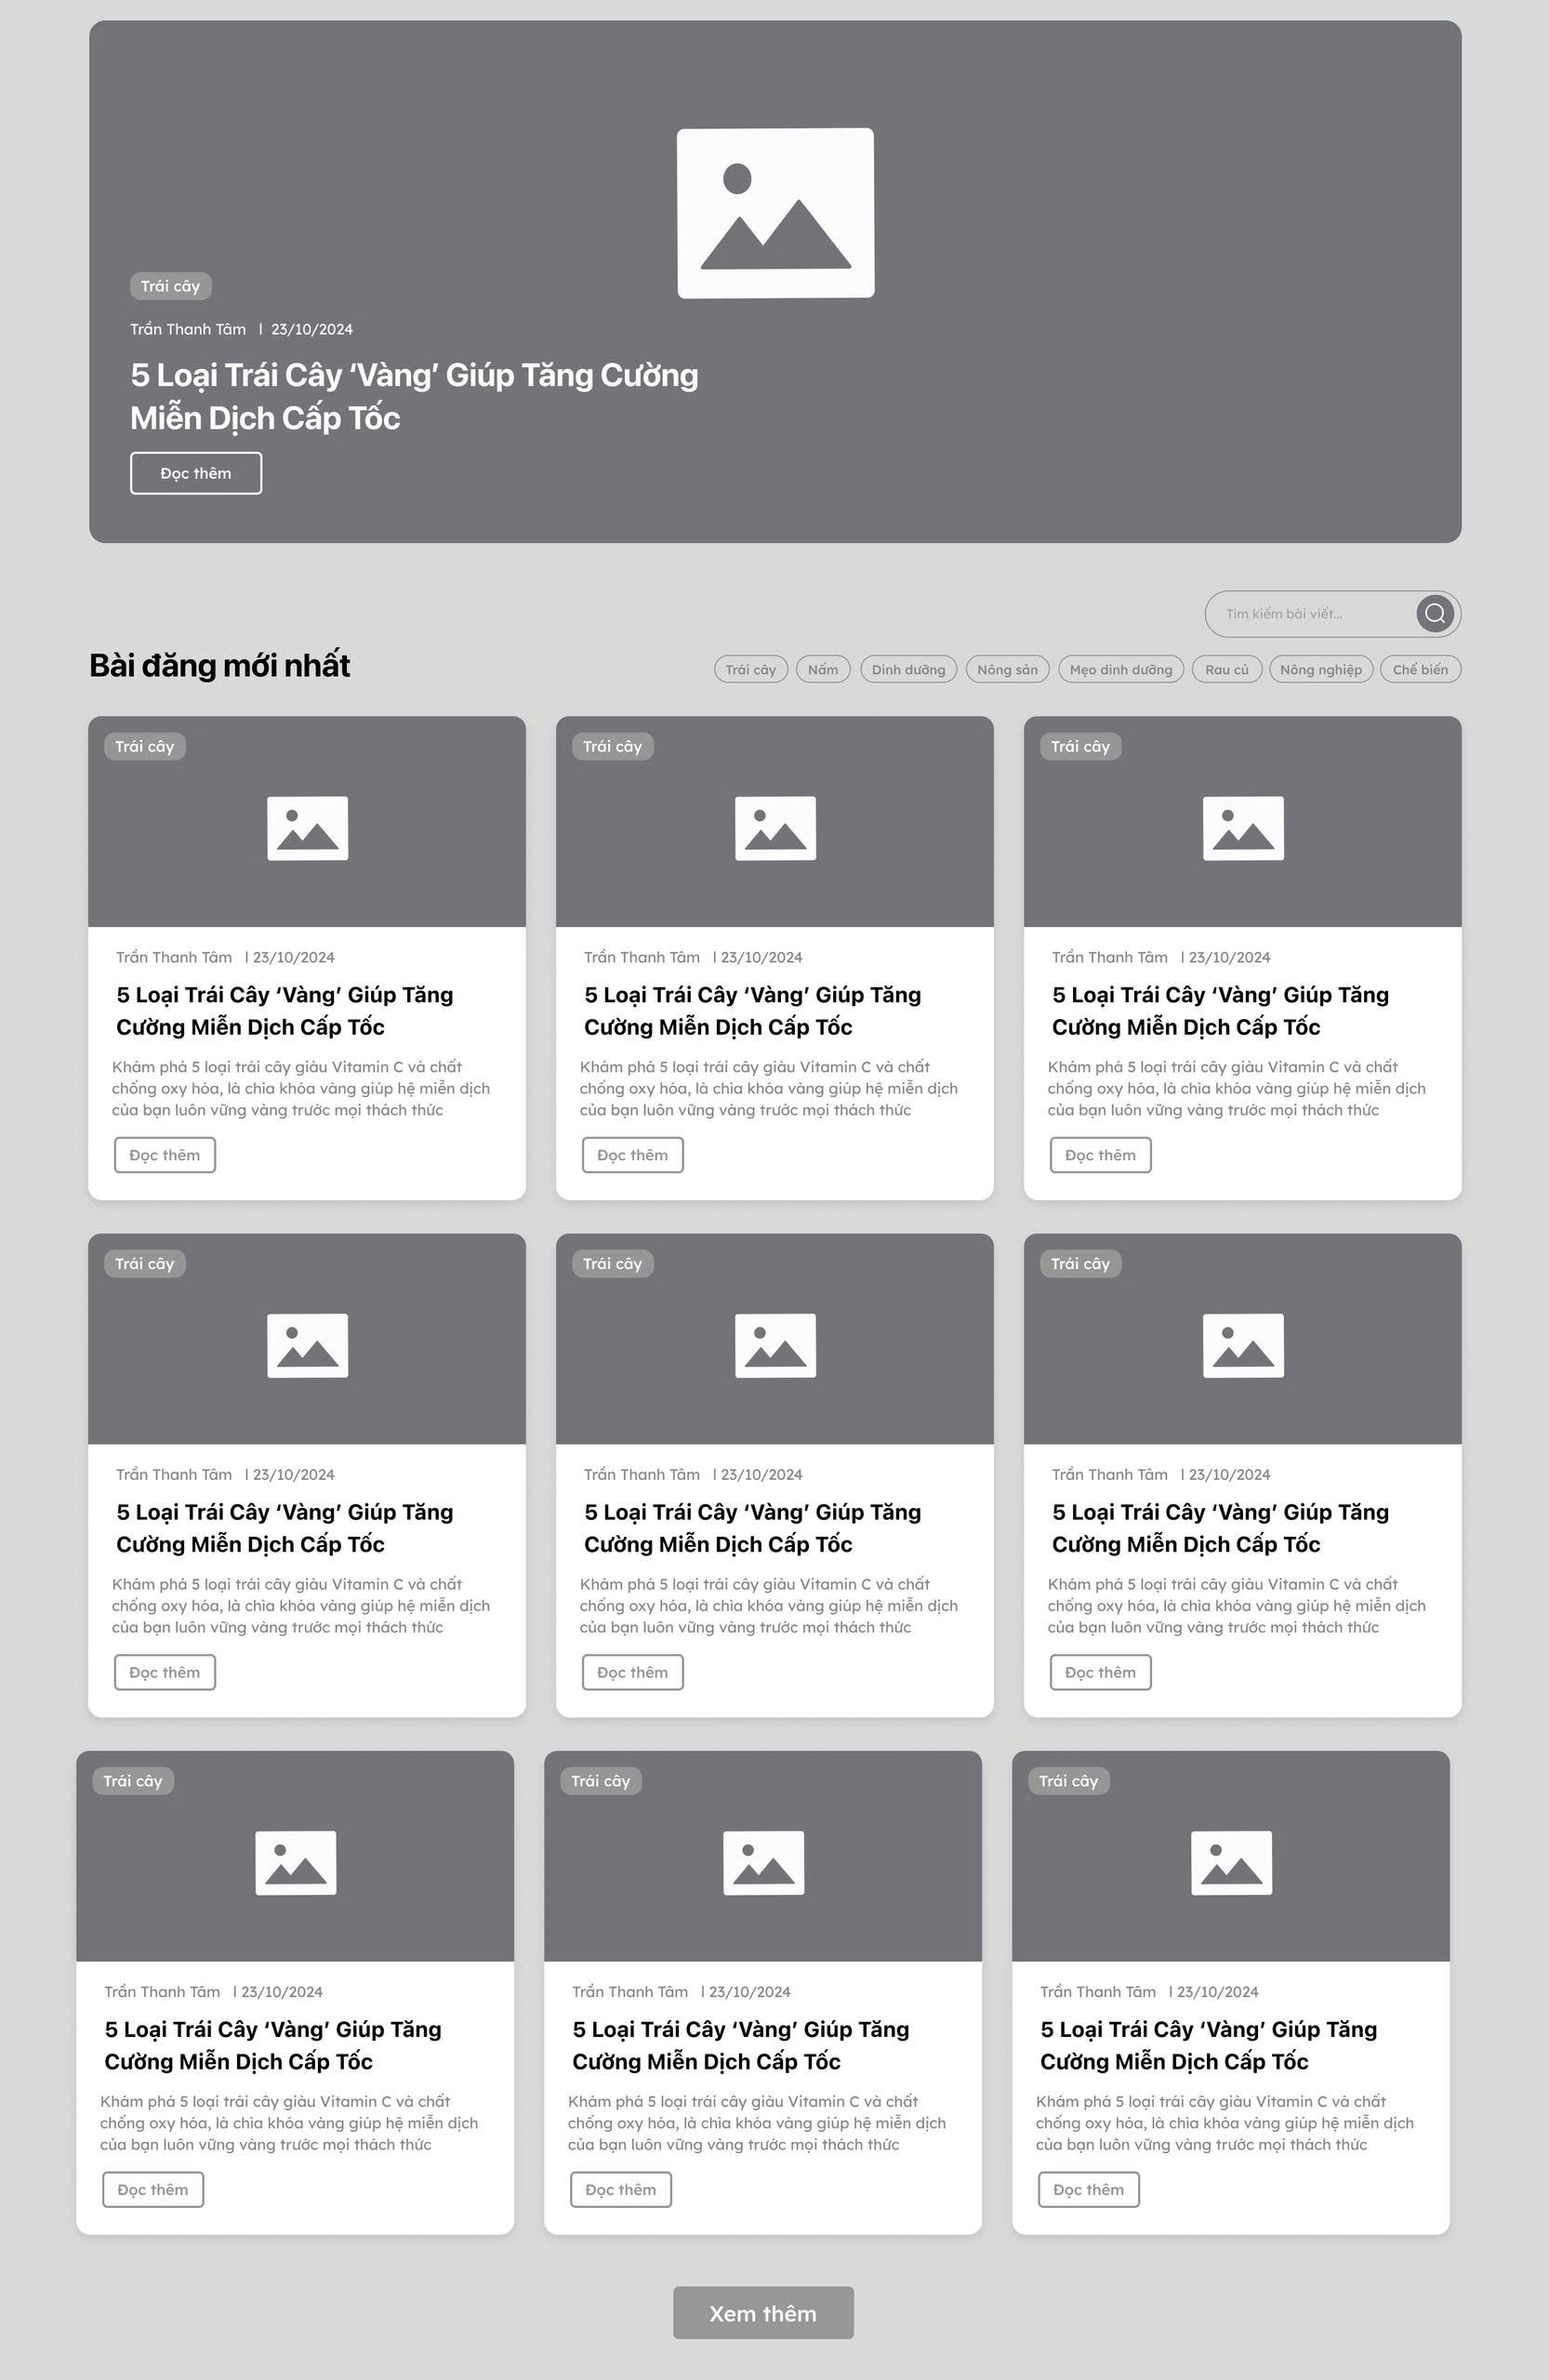 Trái cây
Trần Thanh Tâm | 23/10/2024
5 Loại Trái Cây ‘Vàng’ Giúp Tăng Cường
Miễn Dịch Cấp Tốc
Đọc thêm
Tìm kiếm bài viết...
Bài đăng mới nhất
Trái cây
Nấm
Dinh dưỡng
Nông sản
Mẹo dinh dưỡng
Rau củ
Nông nghiệp
Chế biến
Trái cây
Trần Thanh Tâm | 23/10/2024
5 Loại Trái Cây ‘Vàng’ Giúp Tăng
Cường Miễn Dịch Cấp Tốc
Khám phá 5 loại trái cây giàu Vitamin C và chất
chống oxy hóa, là chìa khóa vàng giúp hệ miễn dịch
của bạn luôn vững vàng trước mọi thách thức
Đọc thêm
Trái cây
Trần Thanh Tâm | 23/10/2024
5 Loại Trái Cây ‘Vàng’ Giúp Tăng
Cường Miễn Dịch Cấp Tốc
Khám phá 5 loại trái cây giàu Vitamin C và chất
chống oxy hóa, là chìa khóa vàng giúp hệ miễn dịch
của bạn luôn vững vàng trước mọi thách thức
Đọc thêm
Trái cây
Trần Thanh Tâm | 23/10/2024
5 Loại Trái Cây ‘Vàng’ Giúp Tăng
Cường Miễn Dịch Cấp Tốc
Khám phá 5 loại trái cây giàu Vitamin C và chất
chống oxy hóa, là chìa khóa vàng giúp hệ miễn dịch
của bạn luôn vững vàng trước mọi thách thức
Đọc thêm
Trái cây
Trần Thanh Tâm | 23/10/2024
5 Loại Trái Cây ‘Vàng’ Giúp Tăng
Cường Miễn Dịch Cấp Tốc
Khám phá 5 loại trái cây giàu Vitamin C và chất
chống oxy hóa, là chìa khóa vàng giúp hệ miễn dịch
của bạn luôn vững vàng trước mọi thách thức
Đọc thêm
Trái cây
Trần Thanh Tâm | 23/10/2024
5 Loại Trái Cây ‘Vàng’ Giúp Tăng
Cường Miễn Dịch Cấp Tốc
Khám phá 5 loại trái cây giàu Vitamin C và chất
chống oxy hóa, là chìa khóa vàng giúp hệ miễn dịch
của bạn luôn vững vàng trước mọi thách thức
Đọc thêm
Trái cây
Trần Thanh Tâm | 23/10/2024
5 Loại Trái Cây ‘Vàng’ Giúp Tăng
Cường Miễn Dịch Cấp Tốc
Khám phá 5 loại trái cây giàu Vitamin C và chất
chống oxy hóa, là chìa khóa vàng giúp hệ miễn dịch
của bạn luôn vững vàng trước mọi thách thức
Đọc thêm
Trái cây
Trần Thanh Tâm | 23/10/2024
5 Loại Trái Cây ‘Vàng’ Giúp Tăng
Cường Miễn Dịch Cấp Tốc
Khám phá 5 loại trái cây giàu Vitamin C và chất
chống oxy hóa, là chìa khóa vàng giúp hệ miễn dịch
của bạn luôn vững vàng trước mọi thách thức
Đọc thêm
Trái cây
Trần Thanh Tâm | 23/10/2024
5 Loại Trái Cây ‘Vàng’ Giúp Tăng
Cường Miễn Dịch Cấp Tốc
Khám phá 5 loại trái cây giàu Vitamin C và chất
chống oxy hóa, là chìa khóa vàng giúp hệ miễn dịch
của bạn luôn vững vàng trước mọi thách thức
Đọc thêm
Trái cây
Trần Thanh Tâm | 23/10/2024
5 Loại Trái Cây ‘Vàng’ Giúp Tăng
Cường Miễn Dịch Cấp Tốc
Khám phá 5 loại trái cây giàu Vitamin C và chất
chống oxy hóa, là chìa khóa vàng giúp hệ miễn dịch
của bạn luôn vững vàng trước mọi thách thức
Đọc thêm
Xem thêm